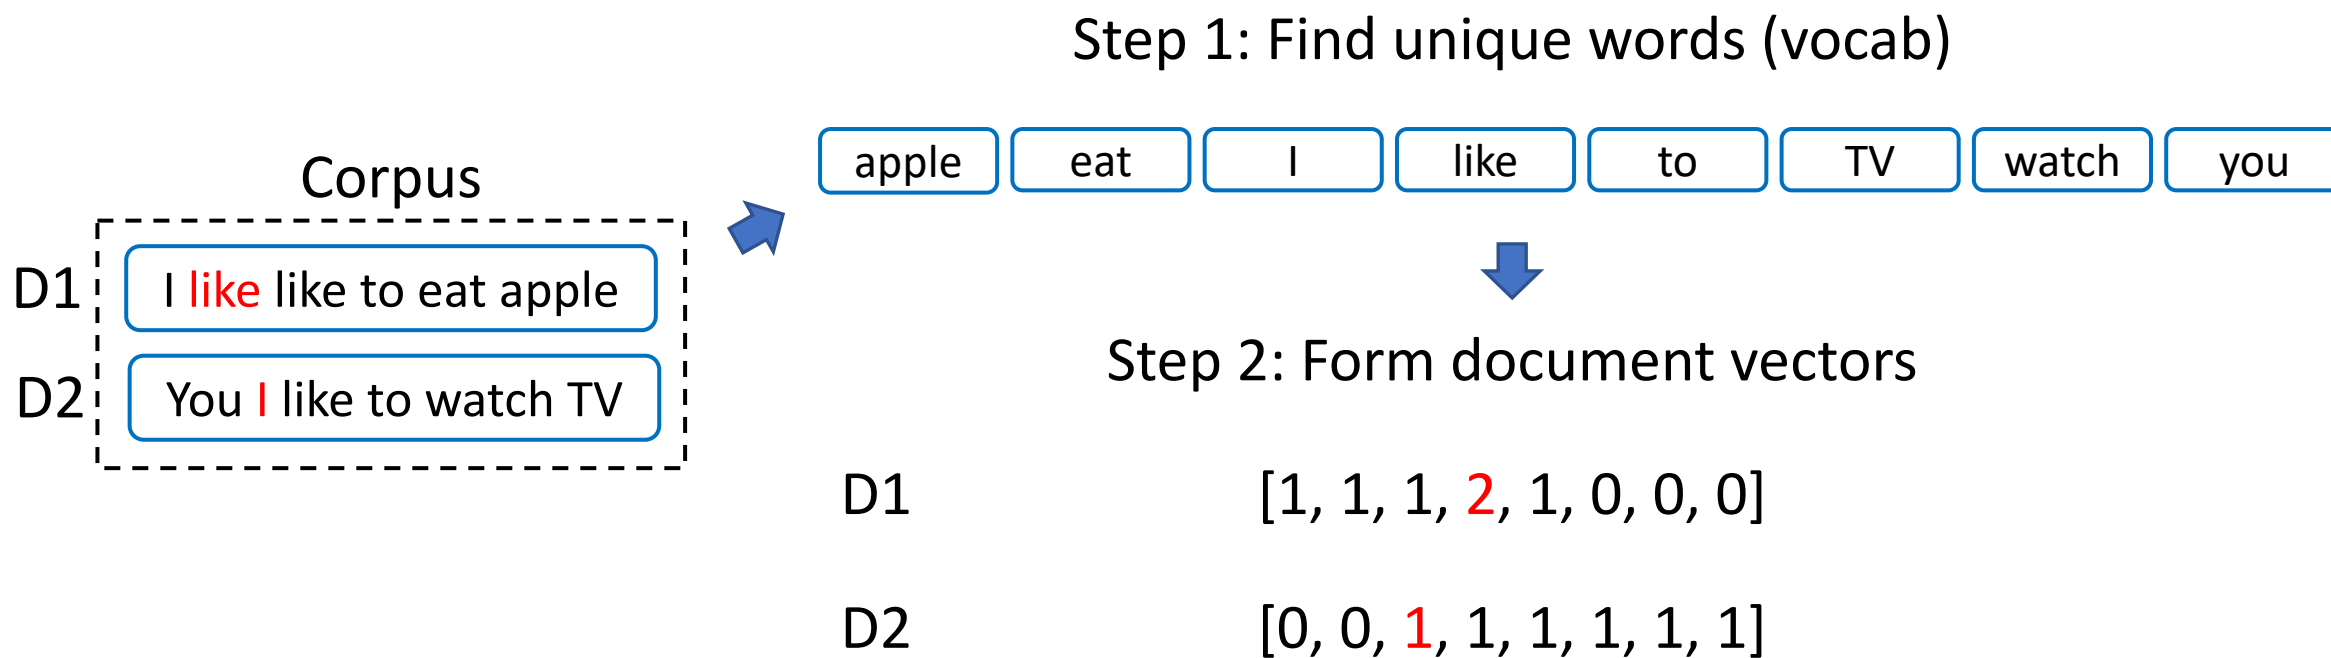 Step 1: Find unique words (vocab)
apple eat I like to TV watch you
Corpus
D1 I like like to eat apple
D2 You I like to watch TV
Step 2: Form document vectors
D1 [1, 1, 1, 2, 1, 0, 0, 0]
D2 [0, 0, 1, 1, 1, 1, 1, 1]